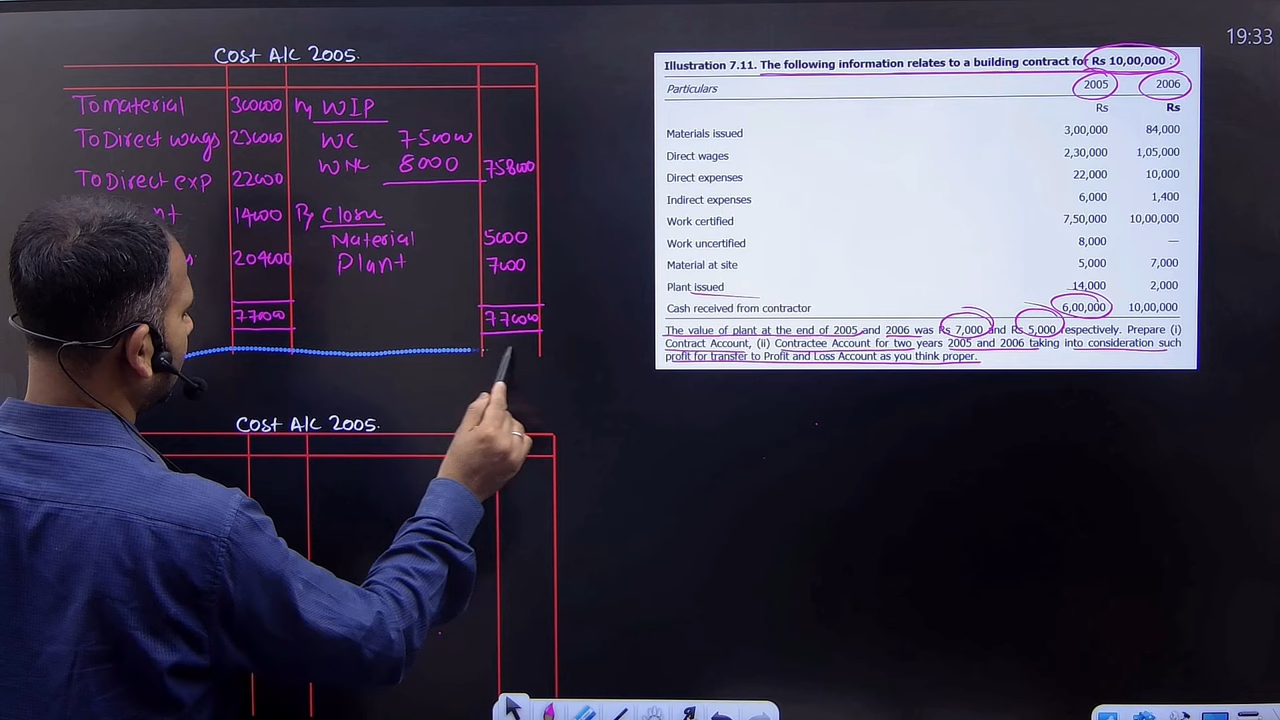 19:33
Cost A/C 2005.
To material 300000 By WIP
To Direct wags 230000 WC 750000
WNC 8000 758000
To Direct exp 22000
nt 14000 By Closu
Material 5000
204000 Plant 7000
770000 770000
Cost A/C 2005.
Illustration 7.11. The following information relates to a building contract for Rs 10,00,000 :
Particulars 2005 2006
Rs Rs
Materials issued 3,00,000 84,000
Direct wages 2,30,000 1,05,000
Direct expenses 22,000 10,000
Indirect expenses 6,000 1,400
Work certified 7,50,000 10,00,000
Work uncertified 8,000 —
Material at site 5,000 7,000
Plant issued 14,000 2,000
Cash received from contractor 6,00,000 10,00,000
The value of plant at the end of 2005 and 2006 was Rs 7,000 and Rs 5,000 respectively. Prepare (i)
Contract Account, (ii) Contractee Account for two years 2005 and 2006 taking into consideration such
profit for transfer to Profit and Loss Account as you think proper.